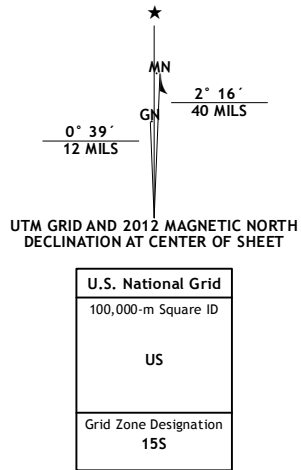 ★
MN
GN
2° 16´
40 MILS
0° 39´
12 MILS
UTM GRID AND 2012 MAGNETIC NORTH
DECLINATION AT CENTER OF SHEET
U.S. National Grid
100,000-m Square ID
US
Grid Zone Designation
15S